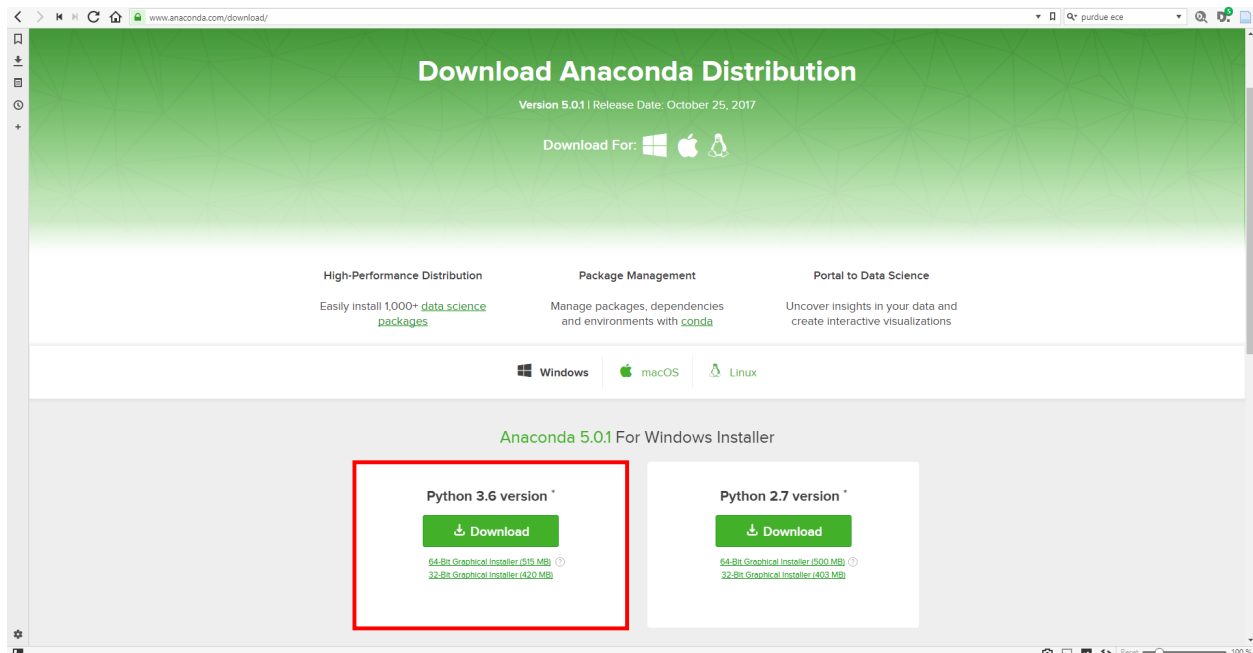 www.anaconda.com/download/
purdue ece
5
Download Anaconda Distribution
Version 5.0.1 | Release Date: October 25, 2017
Download For:
High-Performance Distribution
Easily install 1,000+ data science
packages
Package Management
Manage packages, dependencies
and environments with conda
Portal to Data Science
Uncover insights in your data and
create interactive visualizations
Windows
macOS
Linux
Anaconda 5.0.1 For Windows Installer
Python 3.6 version *
Download
64-Bit Graphical Installer (515 MB) ?
32-Bit Graphical Installer (420 MB)
Python 2.7 version *
Download
64-Bit Graphical Installer (500 MB) ?
32-Bit Graphical Installer (403 MB)
Reset
100 %